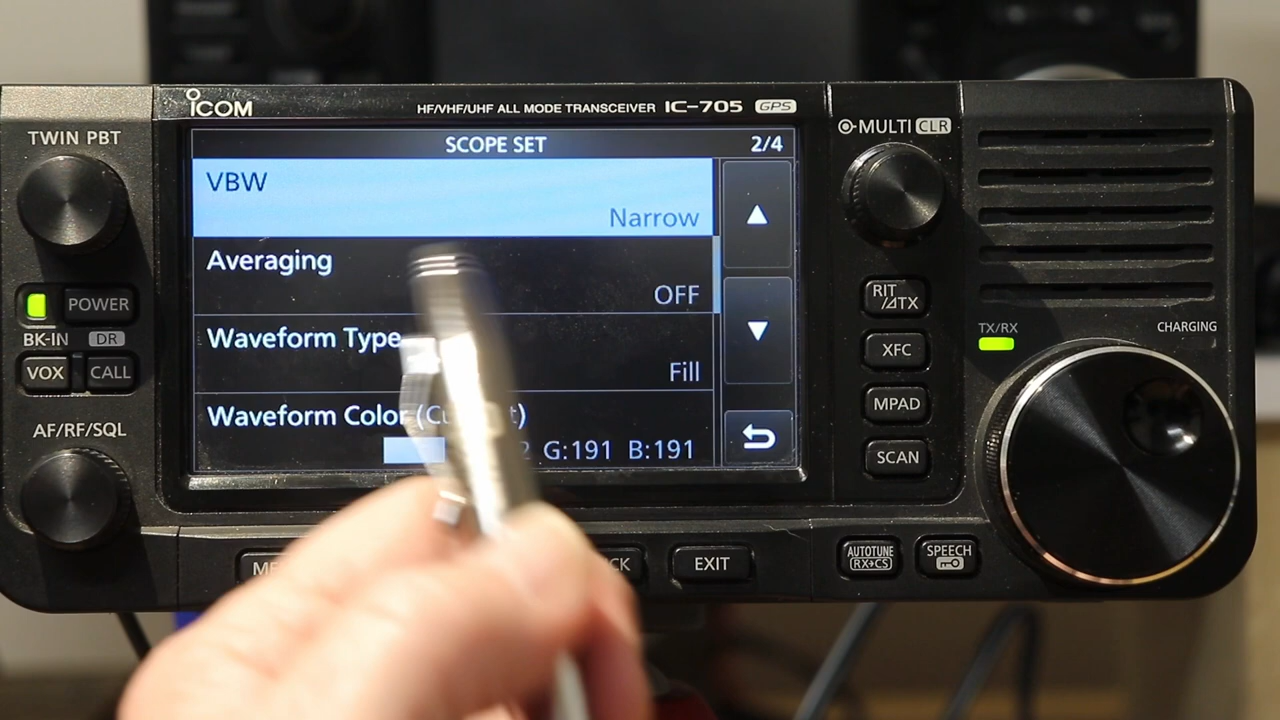 ICOM
HF/VHF/UHF ALL MODE TRANSCEIVER IC-705 GPS
TWIN PBT
MULTI CLR
SCOPE SET 2/4
VBW
Narrow
Averaging
OFF
Waveform Type
Fill
Waveform Color
G:191 B:191
POWER
BK-IN DR
VOX CALL
AF/RF/SQL
RIT
/⊿TX
XFC
MPAD
SCAN
TX/RX
CHARGING
EXIT
AUTOTUNE
RX→CS
SPEECH